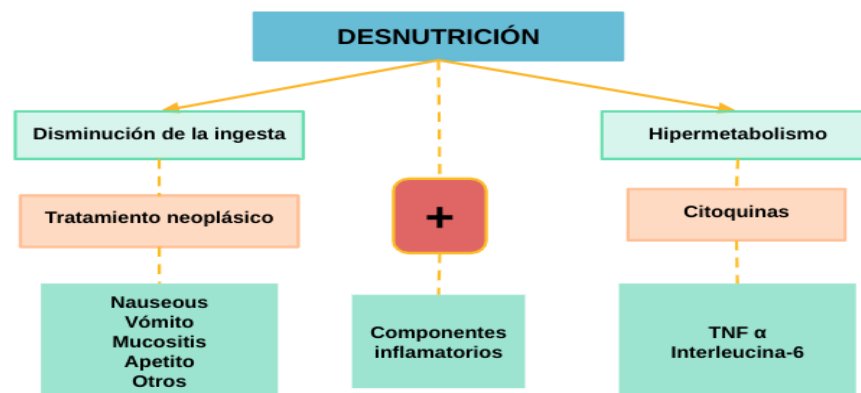 DESNUTRICIÓN
Disminución de la ingesta
Hipermetabolismo
Tratamiento neoplásico
+
Citoquinas
Nauseous
Vómito
Mucositis
Apetito
Otros
Componentes
inflamatorios
TNF α
Interleucina-6